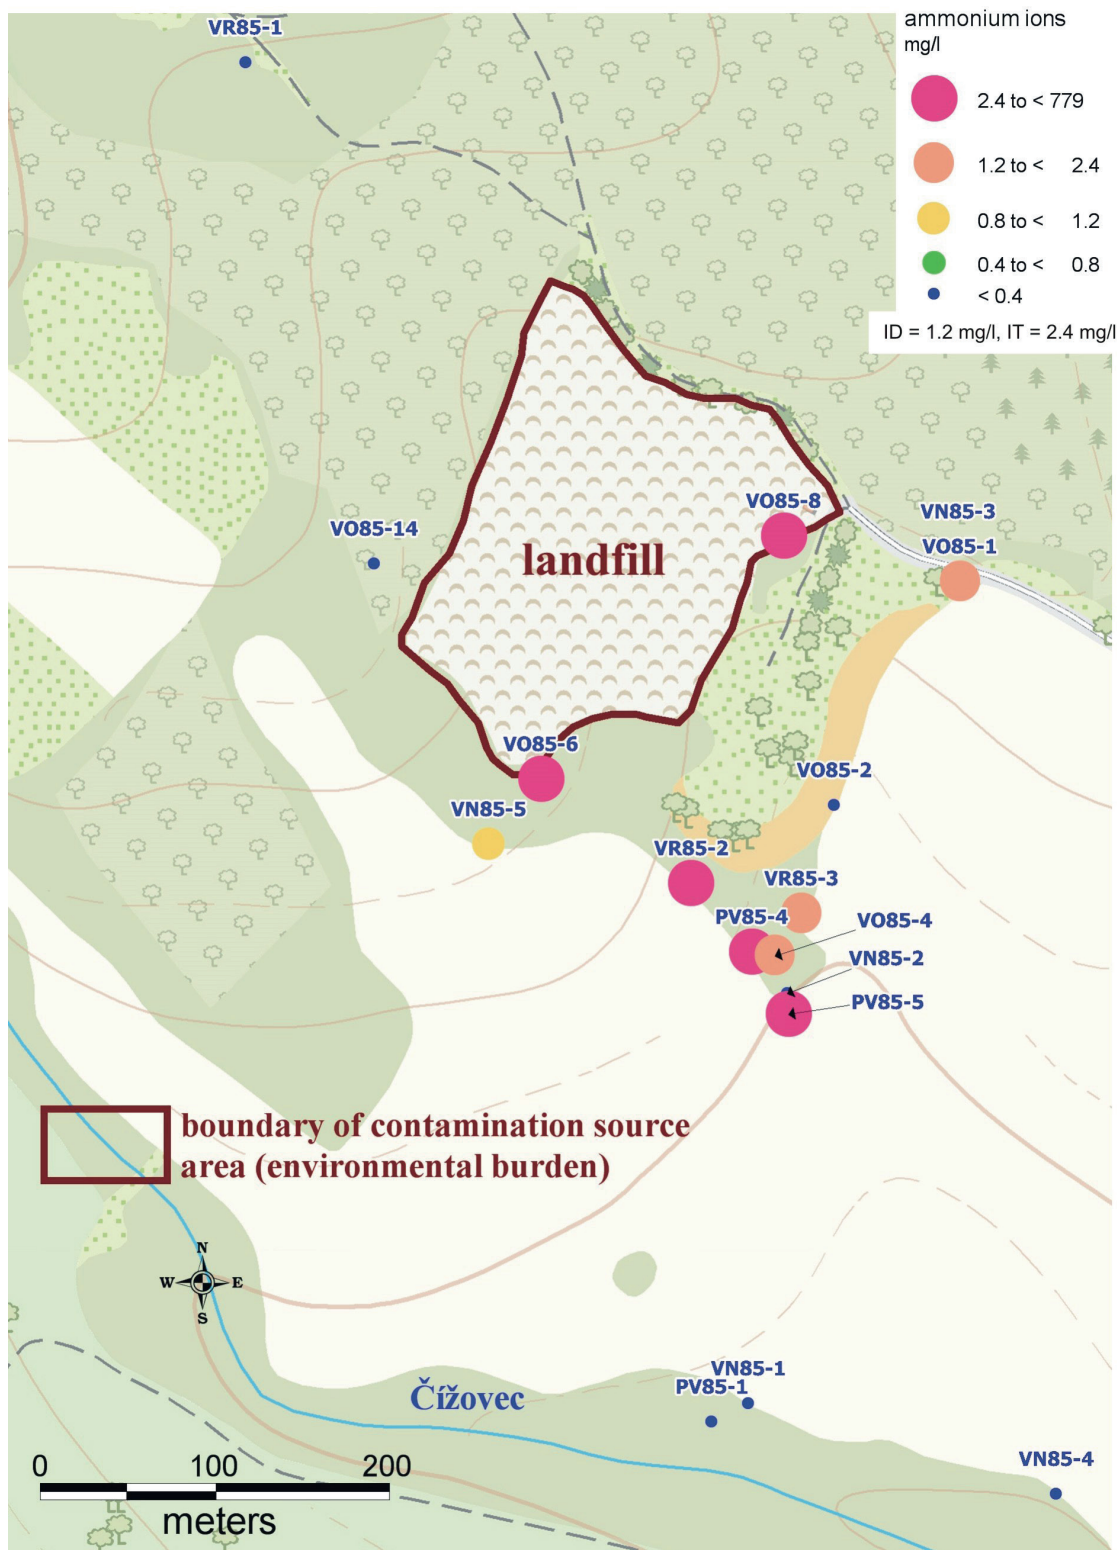 VR85-1
ammonium ions
mg/l
2.4 to < 779
1.2 to < 2.4
0.8 to < 1.2
0.4 to < 0.8
< 0.4
ID = 1.2 mg/l, IT = 2.4 mg/l
VO85-8
VN85-3
VO85-1
VO85-14
landfill
VO85-6
VO85-2
VN85-5
VR85-2
VR85-3
PV85-4
VO85-4
VN85-2
PV85-5
boundary of contamination source
area (environmental burden)
N
W E
S
Čížovec
VN85-1
PV85-1
VN85-4
0 100 200
meters